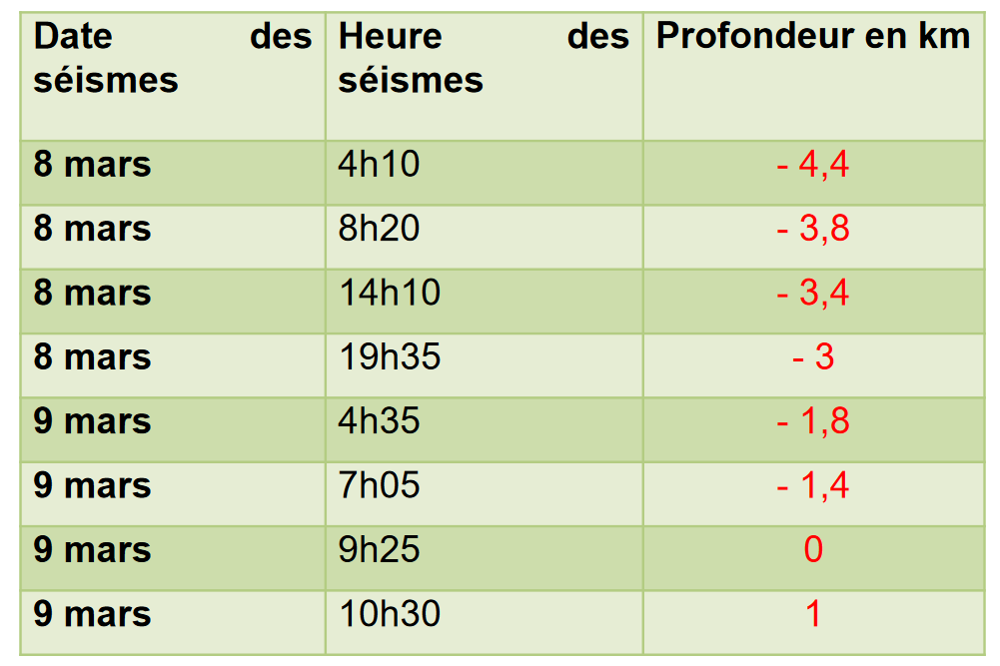 Date des séismes Heure des séismes Profondeur en km
8 mars 4h10 - 4,4
8 mars 8h20 - 3,8
8 mars 14h10 - 3,4
8 mars 19h35 - 3
9 mars 4h35 - 1,8
9 mars 7h05 - 1,4
9 mars 9h25 0
9 mars 10h30 1